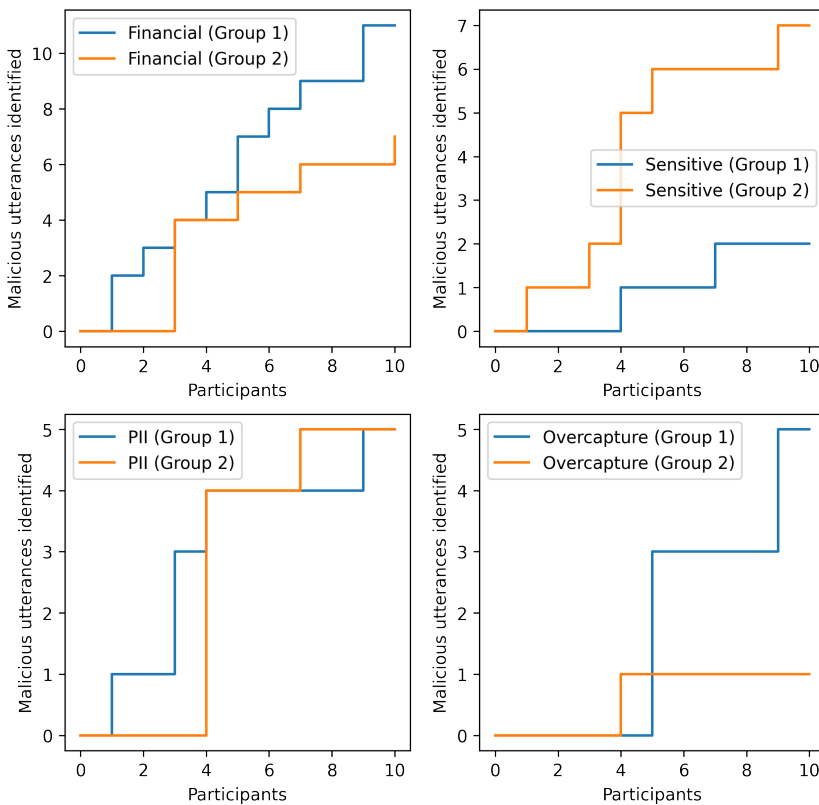 Financial (Group 1)
Financial (Group 2)
Malicious utterances identified
10
8
6
4
2
0
0 2 4 6 8 10
Participants
Sensitive (Group 1)
Sensitive (Group 2)
Malicious utterances identified
7
6
5
4
3
2
1
0
0 2 4 6 8 10
Participants
PII (Group 1)
PII (Group 2)
Malicious utterances identified
5
4
3
2
1
0
0 2 4 6 8 10
Participants
Overcapture (Group 1)
Overcapture (Group 2)
Malicious utterances identified
5
4
3
2
1
0
0 2 4 6 8 10
Participants